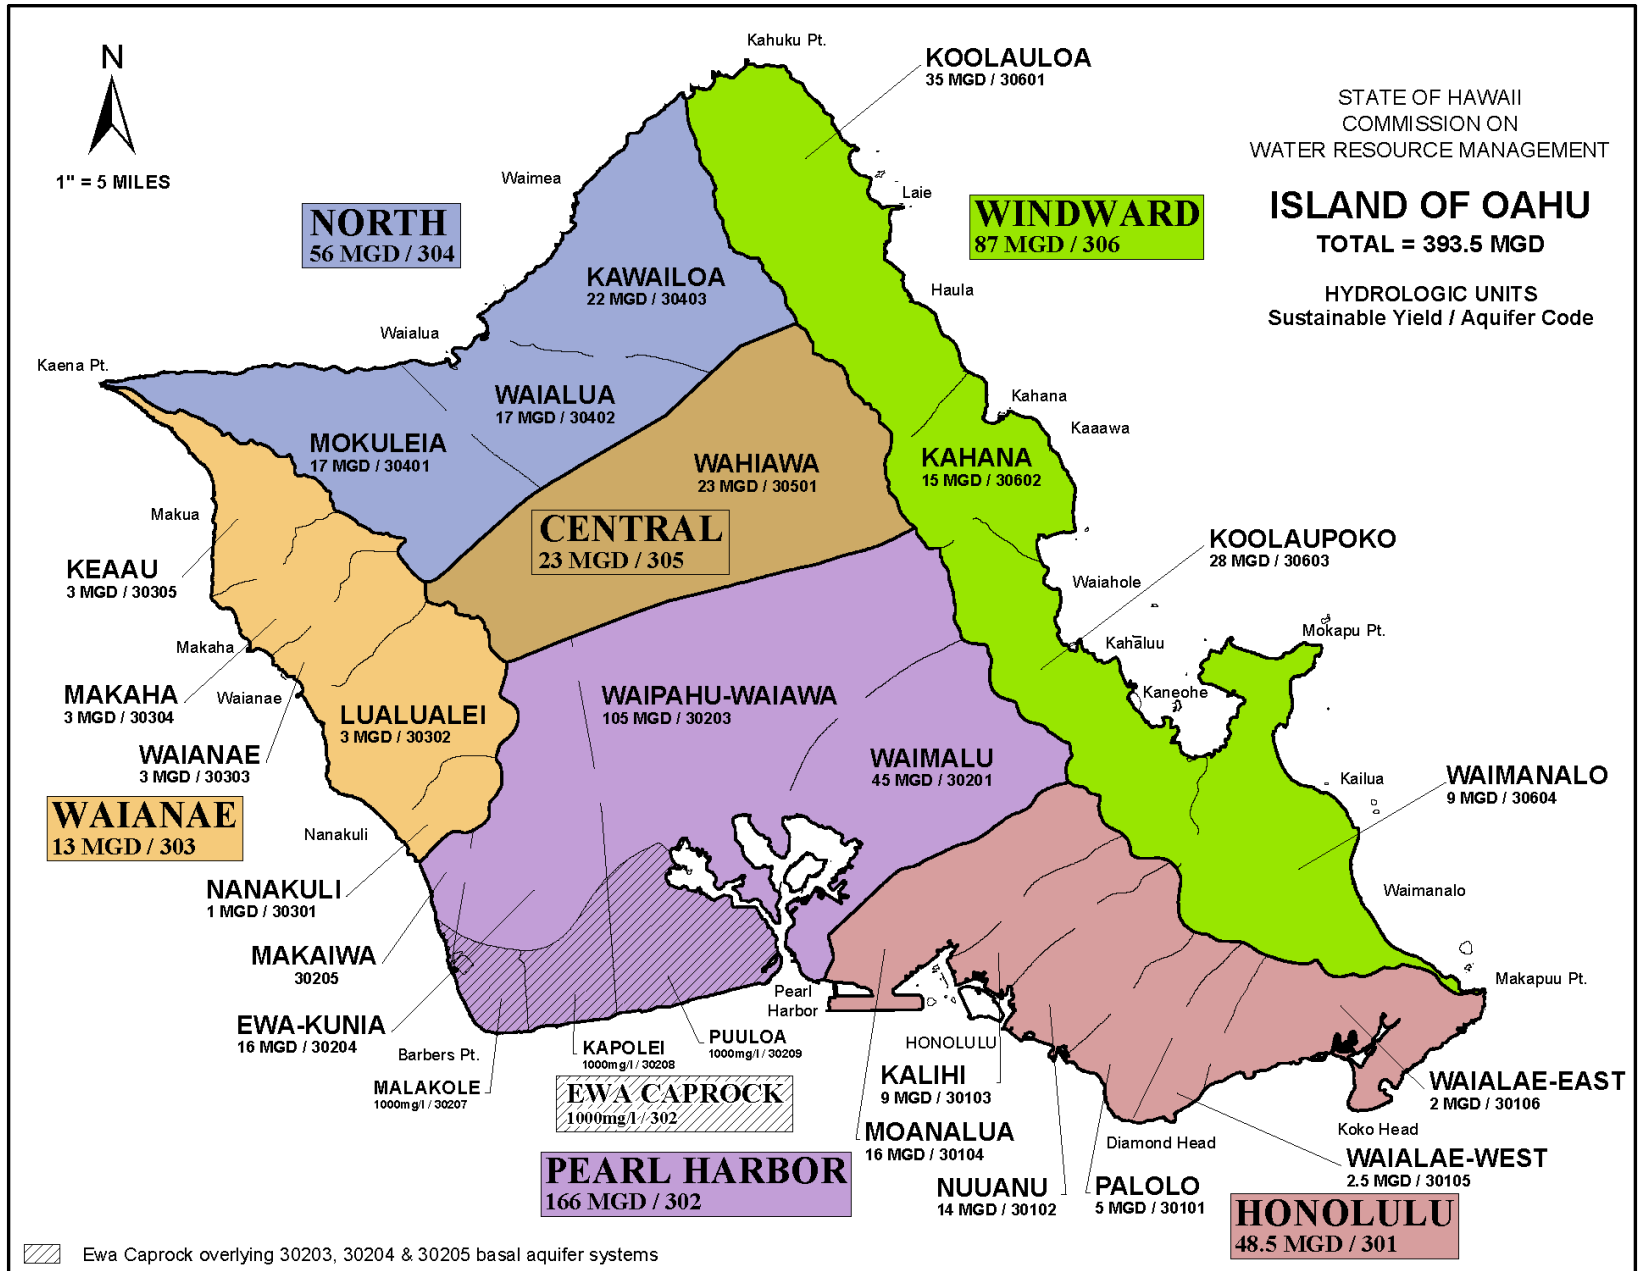 N
1" = 5 MILES
STATE OF HAWAII
COMMISSION ON
WATER RESOURCE MANAGEMENT
ISLAND OF OAHU
TOTAL = 393.5 MGD
HYDROLOGIC UNITS
Sustainable Yield / Aquifer Code
Kahuku Pt.
KOOLAULOA
35 MGD / 30601
Waimea
Laie
NORTH
56 MGD / 304
WINDWARD
87 MGD / 306
KAWAILOA
22 MGD / 30403
Haula
Waialua
Kaena Pt.
WAIALUA
17 MGD / 30402
Kahana
Kaaawa
MOKULEIA
17 MGD / 30401
WAHIAWA
23 MGD / 30501
KAHANA
15 MGD / 30602
Makua
CENTRAL
23 MGD / 305
KOOLAUPOKO
28 MGD / 30603
KEAAU
3 MGD / 30305
Waiahole
Makaha
Kahaluu
Mokapu Pt.
MAKAHA
3 MGD / 30304
Waianae
Kaneohe
WAIPAHU-WAIAWA
105 MGD / 30203
LUALUALEI
3 MGD / 30302
WAIANAE
3 MGD / 30303
WAIMALU
45 MGD / 30201
Kailua
WAIMANALO
9 MGD / 30604
WAIANAE
13 MGD / 303
Nanakuli
NANAKULI
1 MGD / 30301
Waimanalo
MAKAIWA
30205
Makapuu Pt.
Pearl
Harbor
EWA-KUNIA
16 MGD / 30204
Barbers Pt.
MALAKOLE
1000mg/l / 30207
KAPOLEI
1000mg/l / 30208
PUULOA
1000mg/l / 30209
HONOLULU
KALIHI
9 MGD / 30103
EWA CAPROCK
1000mg/l / 302
MOANALUA
16 MGD / 30104
WAIALAE-EAST
2 MGD / 30106
Koko Head
Diamond Head
WAIALAE-WEST
2.5 MGD / 30105
PEARL HARBOR
166 MGD / 302
NUUANU
14 MGD / 30102
PALOLO
5 MGD / 30101
HONOLULU
48.5 MGD / 301
Ewa Caprock overlying 30203, 30204 & 30205 basal aquifer systems